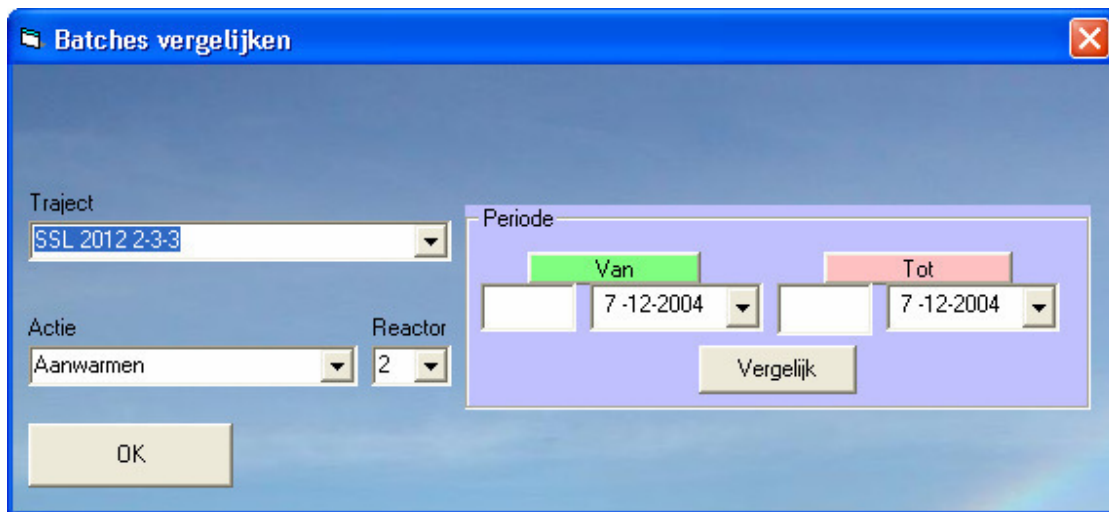 Batches vergelijken
Traject
SSL 2012 2-3-3
Actie
Reactor
Aanwarmen
2
OK
Periode
Van
Tot
7 -12-2004
7 -12-2004
Vergelijk